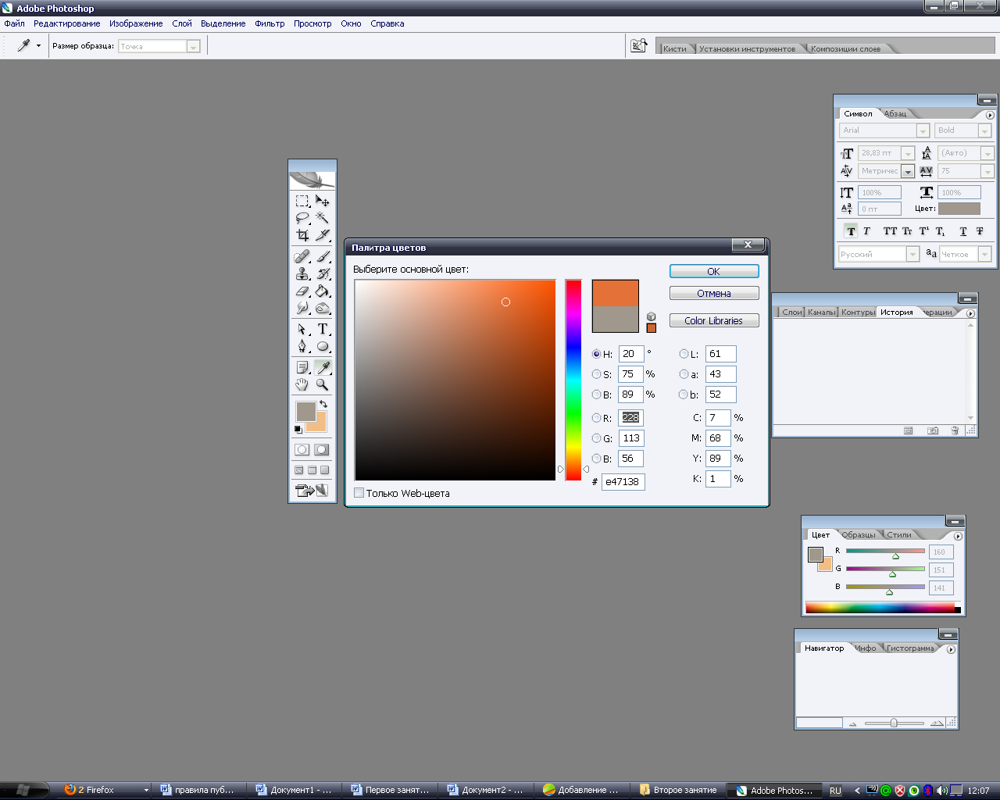 Adobe Photoshop
Файл Редактирование Изображение Слой Выделение Фильтр Просмотр Окно Справка
Размер образца: Точка
Кисти Установки инструментов Композиции слоев
Символ Абзац
Arial Bold
28,83 пт (Авто)
Метричес 75
100% 100%
0 пт Цвет:
T T TT Tт T¹ T₁ T T
Русский aа Четкое
Палитра цветов
Выберите основной цвет:
OK
Отмена
Color Libraries
H: 20 ° L: 61
S: 75 % a: 43
B: 89 % b: 52
R: 228 C: 7 %
G: 113 M: 68 %
B: 56 Y: 89 %
# e47138 K: 1 %
Только Web-цвета
Слои Каналы Контуры История ерации
Цвет Образцы Стили
R 160
G 151
B 141
Навигатор Инфо Гистограмма
2 Firefox правила пуб... Документ1 - ... Первое занят... Документ2 - ... Добавление ... Второе занятие Adobe Photos... RU 12:07